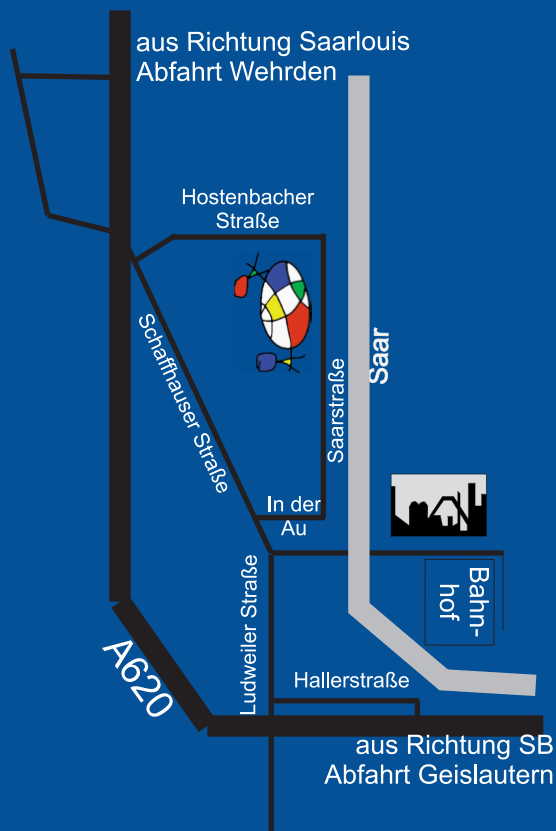 aus Richtung Saarlouis
Abfahrt Wehrden
Hostenbacher
Straße
Schaffhauser Straße
Saarstraße
Saar
In der
Au
Bahn-
hof
Ludweiler Straße
A620
Hallerstraße
aus Richtung SB
Abfahrt Geislautern